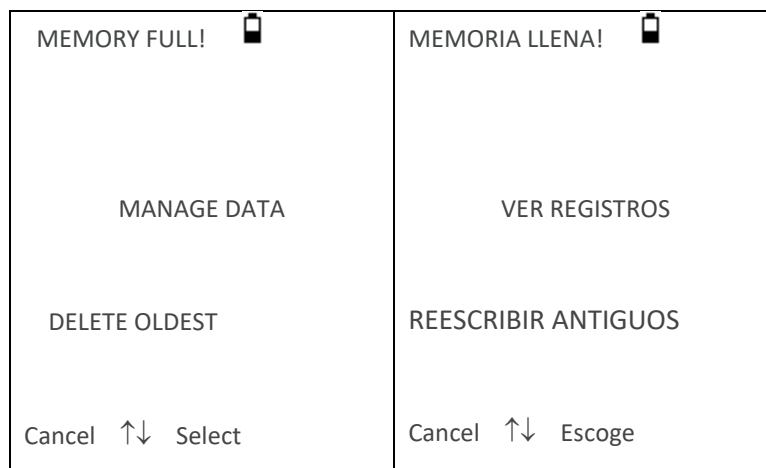 MEMORY FULL!
MANAGE DATA
DELETE OLDEST
Cancel ↑↓ Select
MEMORIA LLENA!
VER REGISTROS
REESCRIBIR ANTIGUOS
Cancel ↑↓ Escoge